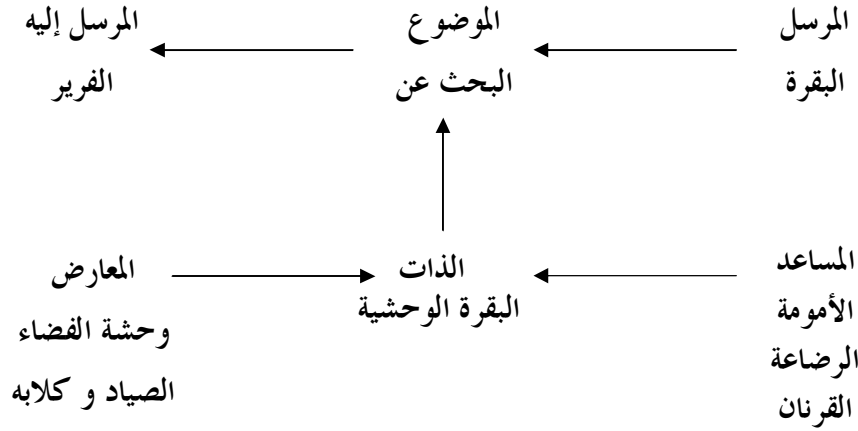 المرسل
البقرة
الموضوع
البحث عن
المرسل إليه
الفرير
المساعد
الأمومة
الرضاعة
القرنان
الذات
البقرة الوحشية
المعارض
وحشة الفضاء
الصياد و كلابه